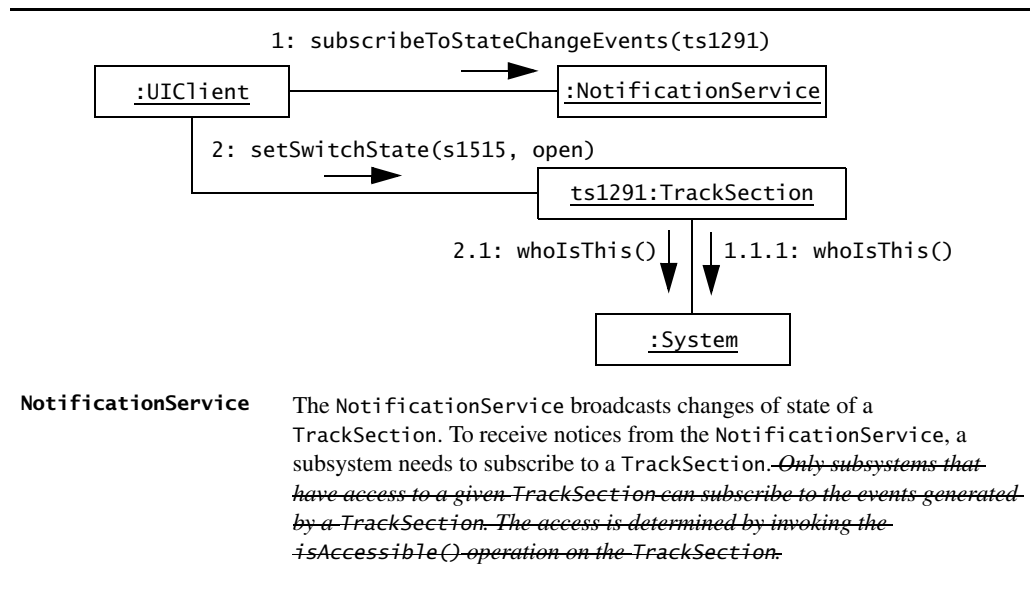 1: subscribeToStateChangeEvents(ts1291)
:UIClient
:NotificationService
2: setSwitchState(s1515, open)
ts1291:TrackSection
2.1: whoIsThis()
1.1.1: whoIsThis()
:System
NotificationService
The NotificationService broadcasts changes of state of a
TrackSection. To receive notices from the NotificationService, a
subsystem needs to subscribe to a TrackSection. Only subsystems that
have access to a given TrackSection can subscribe to the events generated
by a TrackSection. The access is determined by invoking the
isAccessible() operation on the TrackSection.